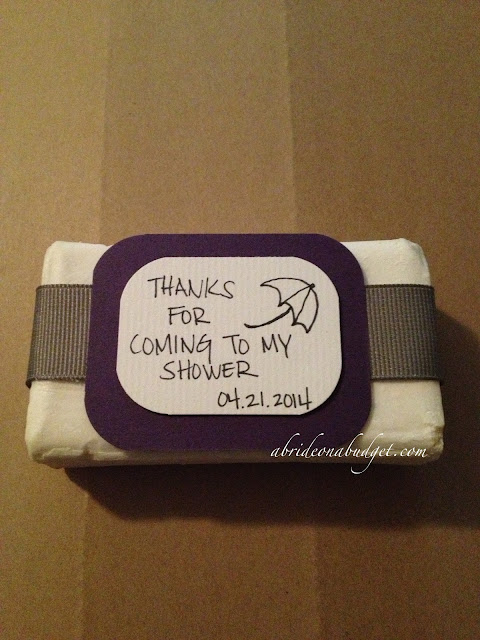 THANKS
FOR
COMING TO MY
SHOWER
04.21.2014
abrideonabudget.com